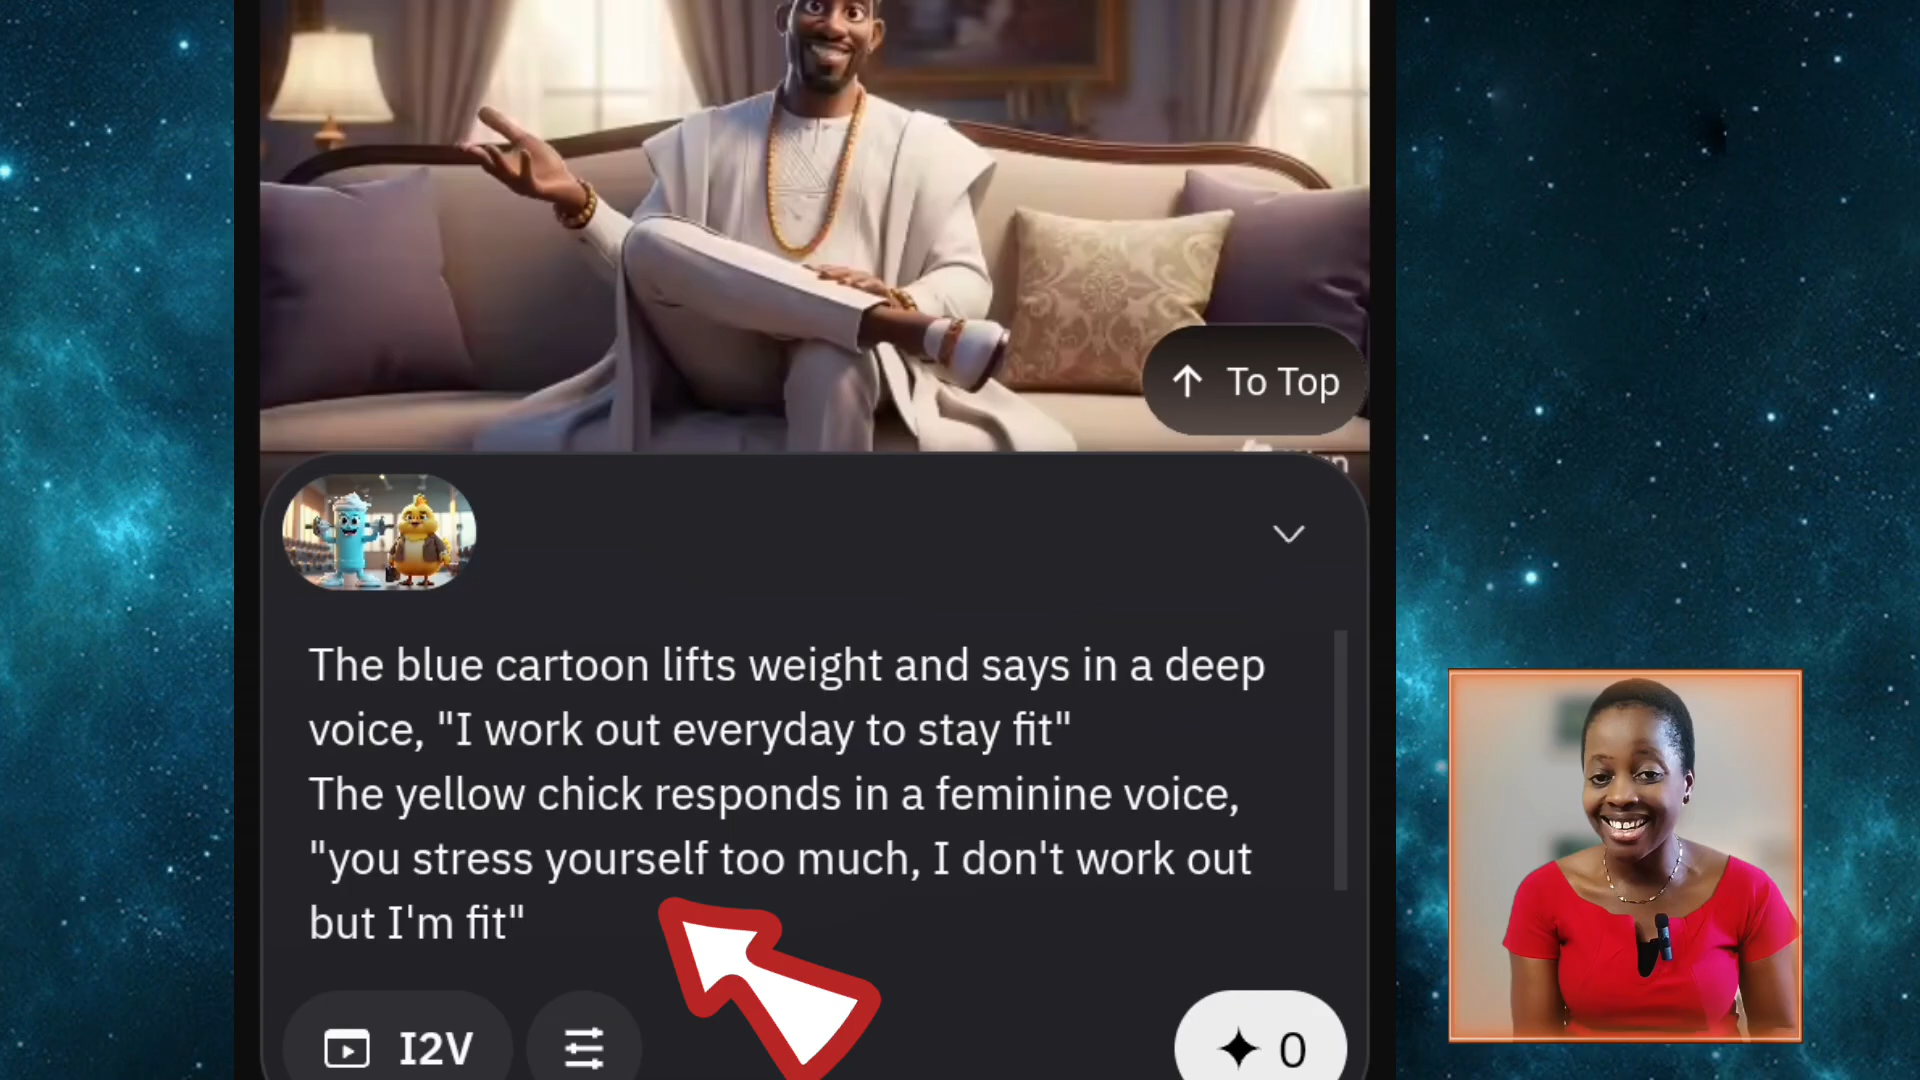 To Top
The blue cartoon lifts weight and says in a deep
voice, "I work out everyday to stay fit"
The yellow chick responds in a feminine voice,
"you stress yourself too much, I don't work out
but I'm fit"
I2V
0